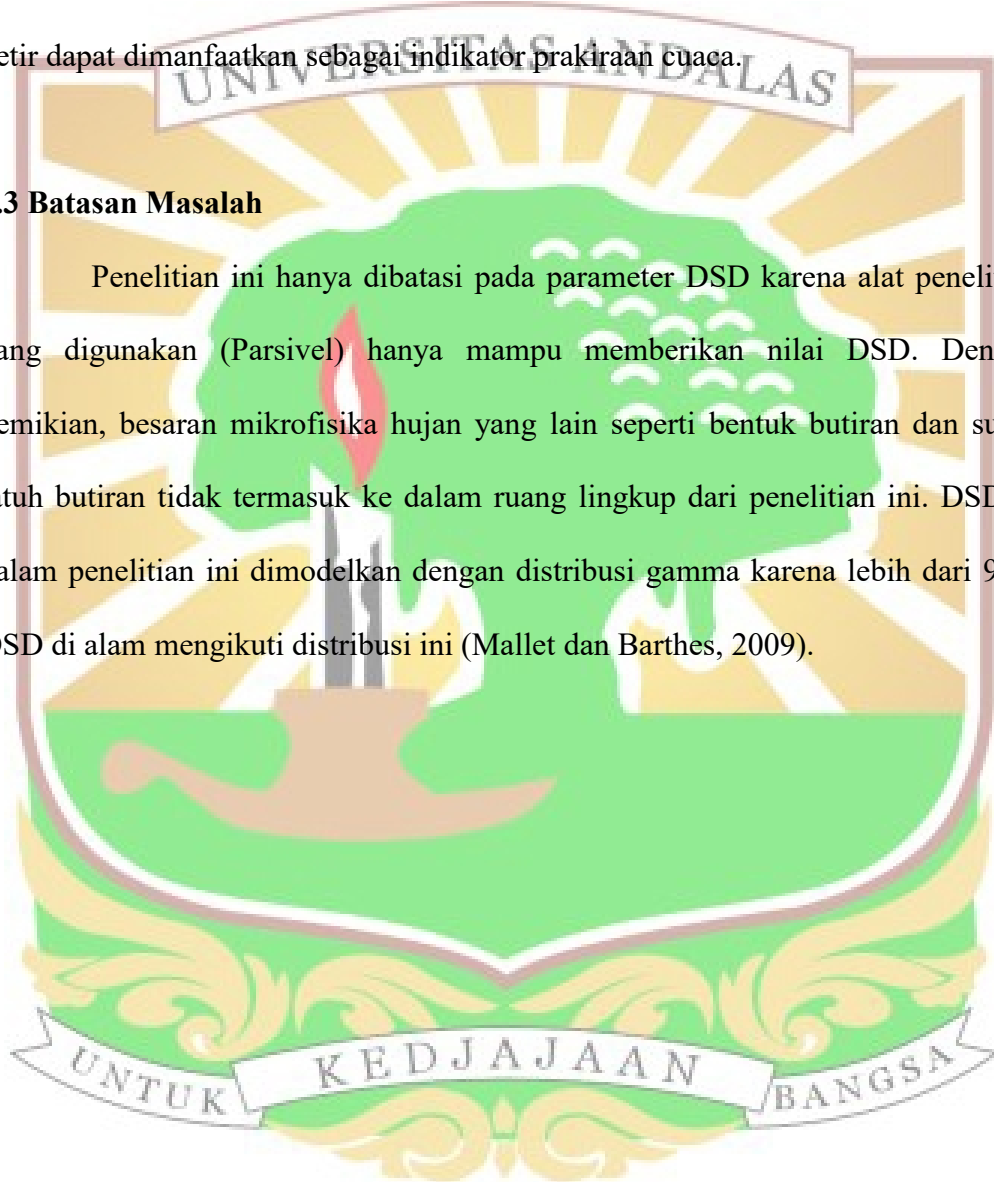 etir dapat dimanfaatkan sebagai indikator prakiraan cuaca.
UNIVERSITAS ANDALAS
.3 Batasan Masalah
Penelitian ini hanya dibatasi pada parameter DSD karena alat peneli
ang digunakan (Parsivel) hanya mampu memberikan nilai DSD. Den
emikian, besaran mikrofisika hujan yang lain seperti bentuk butiran dan su
atuh butiran tidak termasuk ke dalam ruang lingkup dari penelitian ini. DSD
alam penelitian ini dimodelkan dengan distribusi gamma karena lebih dari 9
DSD di alam mengikuti distribusi ini (Mallet dan Barthes, 2009).
UNTUK KEDJAJAAN BANGSA